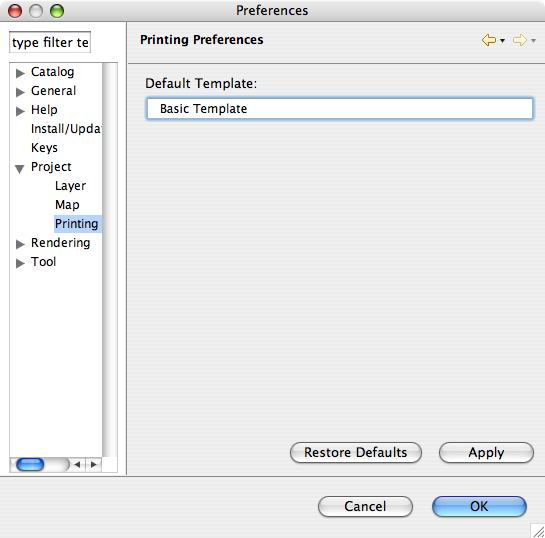 Preferences
type filter te
Printing Preferences
Catalog
General
Help
Install/Upda
Keys
Project
Layer
Map
Printing
Rendering
Tool
Default Template:
Basic Template
Restore Defaults
Apply
Cancel
OK